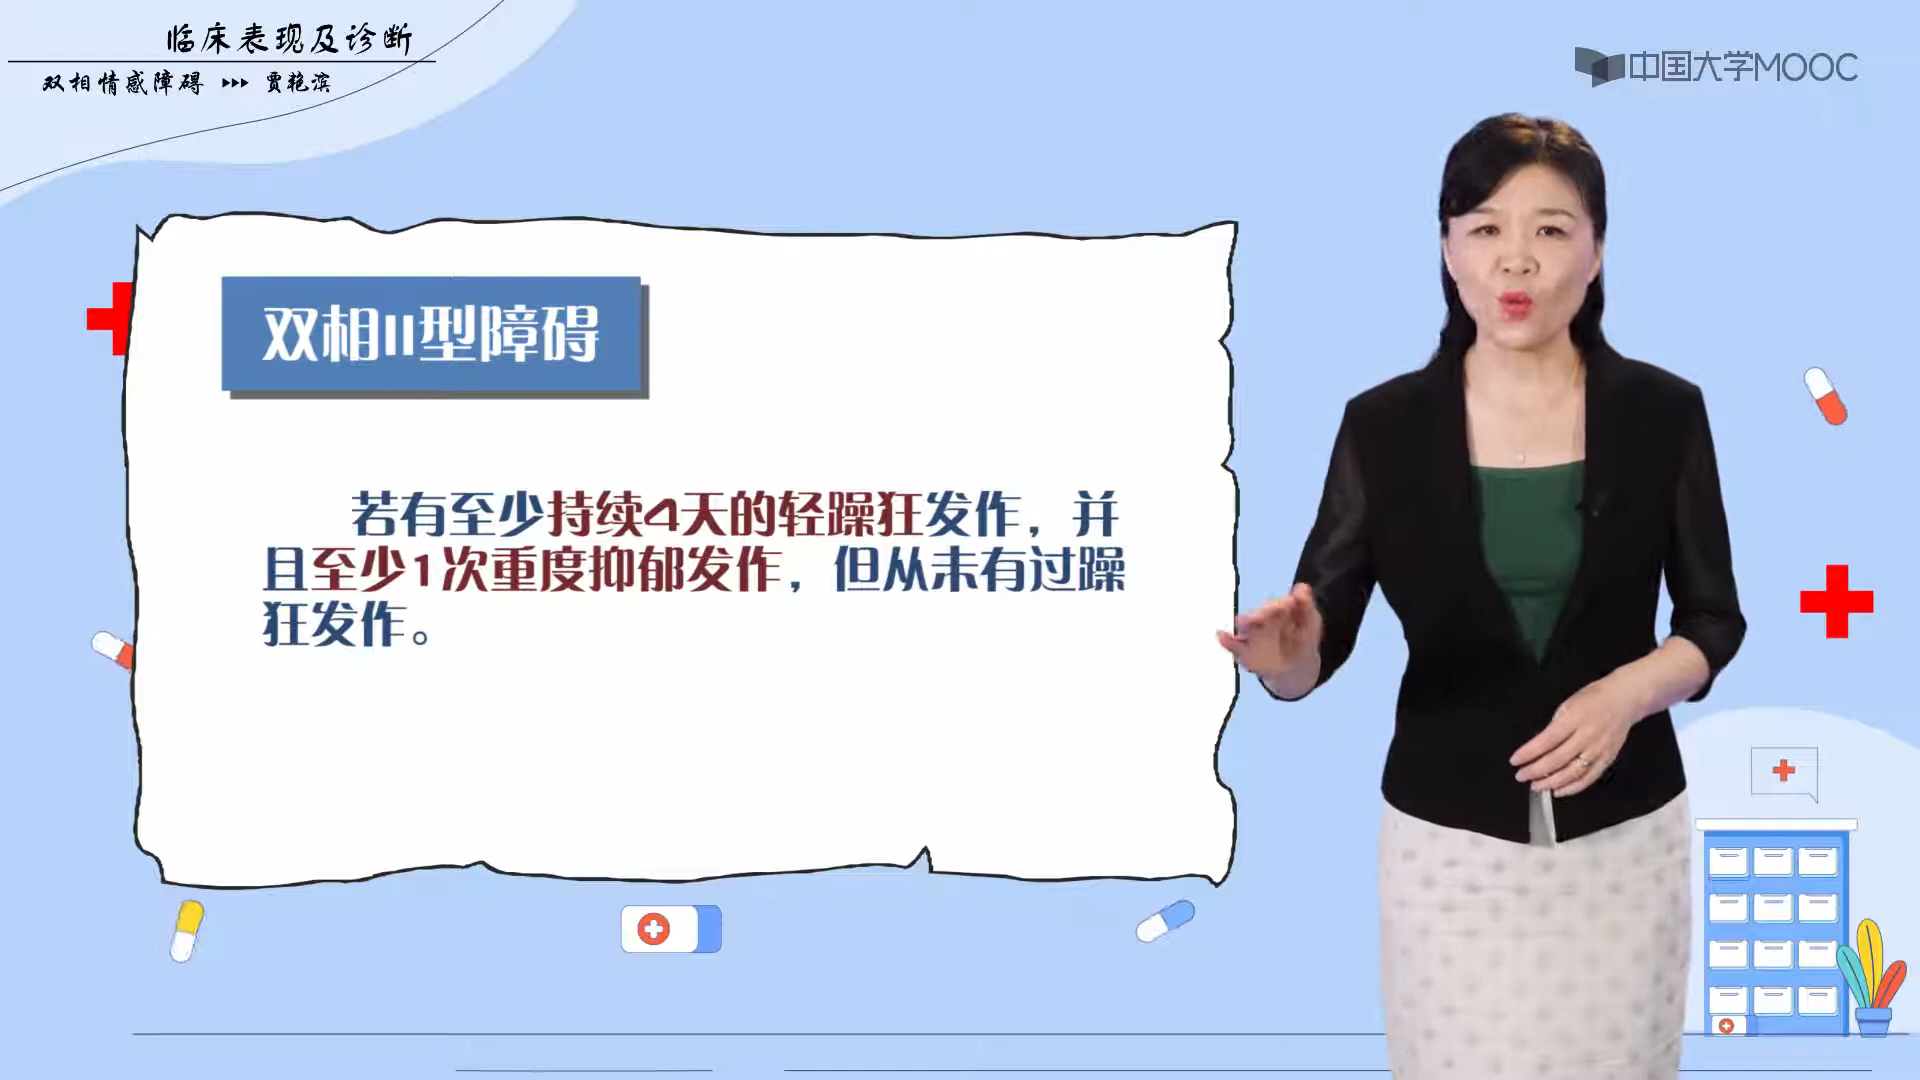 临床表现及诊断
双相情感障碍 ▸▸▸ 贾艳滨
中国大学MOOC
双相II型障碍
若有至少持续4天的轻躁狂发作，并
且至少1次重度抑郁发作，但从未有过躁
狂发作。